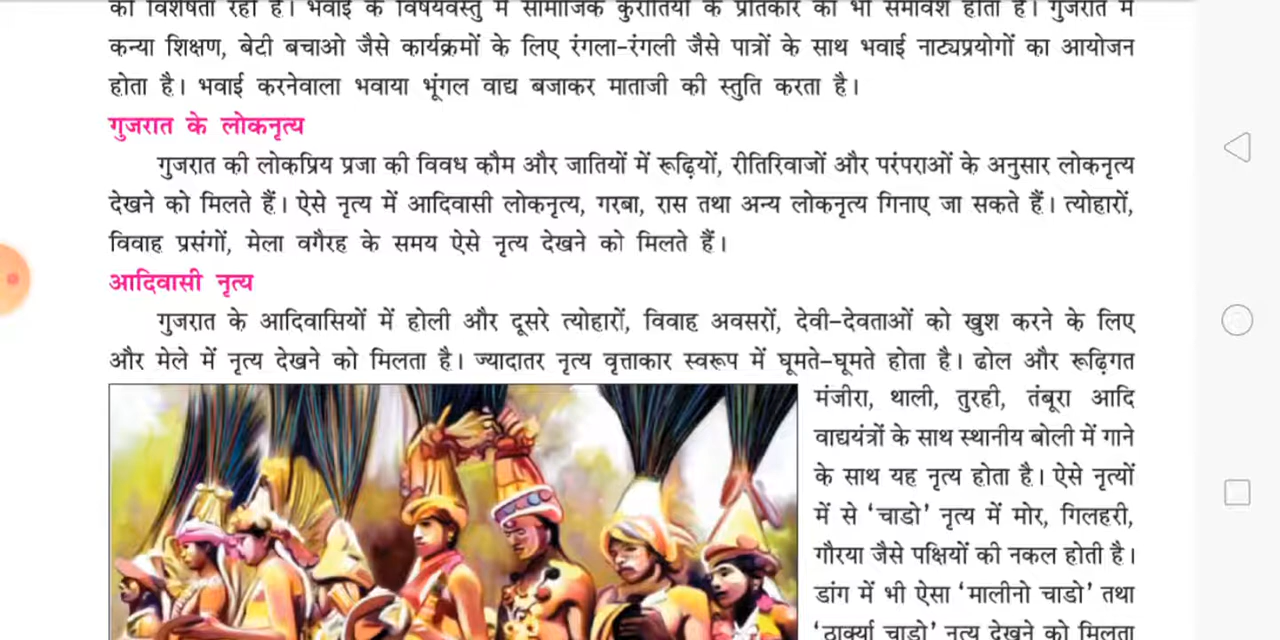 की विशेषता रही है। भवाई के विषयवस्तु में सामाजिक कुरीतियों के प्रतिकार का भी समावेश होता है। गुजरात में
कन्या शिक्षण, बेटी बचाओ जैसे कार्यक्रमों के लिए रंगला-रंगली जैसे पात्रों के साथ भवाई नाट्यप्रयोगों का आयोजन
होता है। भवाई करनेवाला भवाया भूंगल वाद्य बजाकर माताजी की स्तुति करता है।
गुजरात के लोकनृत्य
गुजरात की लोकप्रिय प्रजा की विवध कौम और जातियों में रूढ़ियों, रीतिरिवाजों और परंपराओं के अनुसार लोकनृत्य
देखने को मिलते हैं। ऐसे नृत्य में आदिवासी लोकनृत्य, गरबा, रास तथा अन्य लोकनृत्य गिनाए जा सकते हैं। त्योहारों,
विवाह प्रसंगों, मेला वगैरह के समय ऐसे नृत्य देखने को मिलते हैं।
आदिवासी नृत्य
गुजरात के आदिवासियों में होली और दूसरे त्योहारों, विवाह अवसरों, देवी-देवताओं को खुश करने के लिए
और मेले में नृत्य देखने को मिलता है। ज्यादातर नृत्य वृत्ताकार स्वरूप में घूमते-घूमते होता है। ढोल और रूढ़िगत
मंजीरा, थाली, तुरही, तंबूरा आदि
वाद्ययंत्रों के साथ स्थानीय बोली में गाने
के साथ यह नृत्य होता है। ऐसे नृत्यों
में से ‘चाडो’ नृत्य में मोर, गिलहरी,
गौरया जैसे पक्षियों की नकल होती है।
डांग में भी ऐसा ‘मालीनो चाडो’ तथा
‘ठाकर्या चाडो’ नृत्य देखने को मिलता